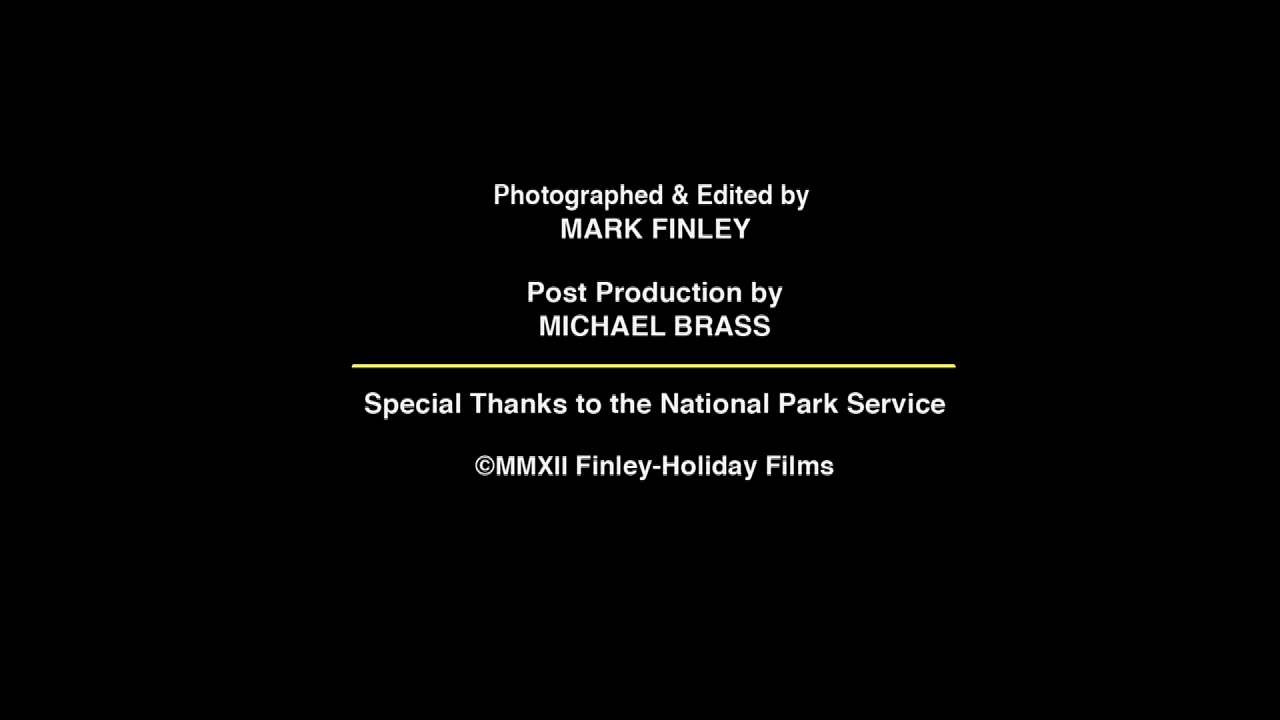 Photographed & Edited by
MARK FINLEY
Post Production by
MICHAEL BRASS
Special Thanks to the National Park Service
©MMXII Finley-Holiday Films